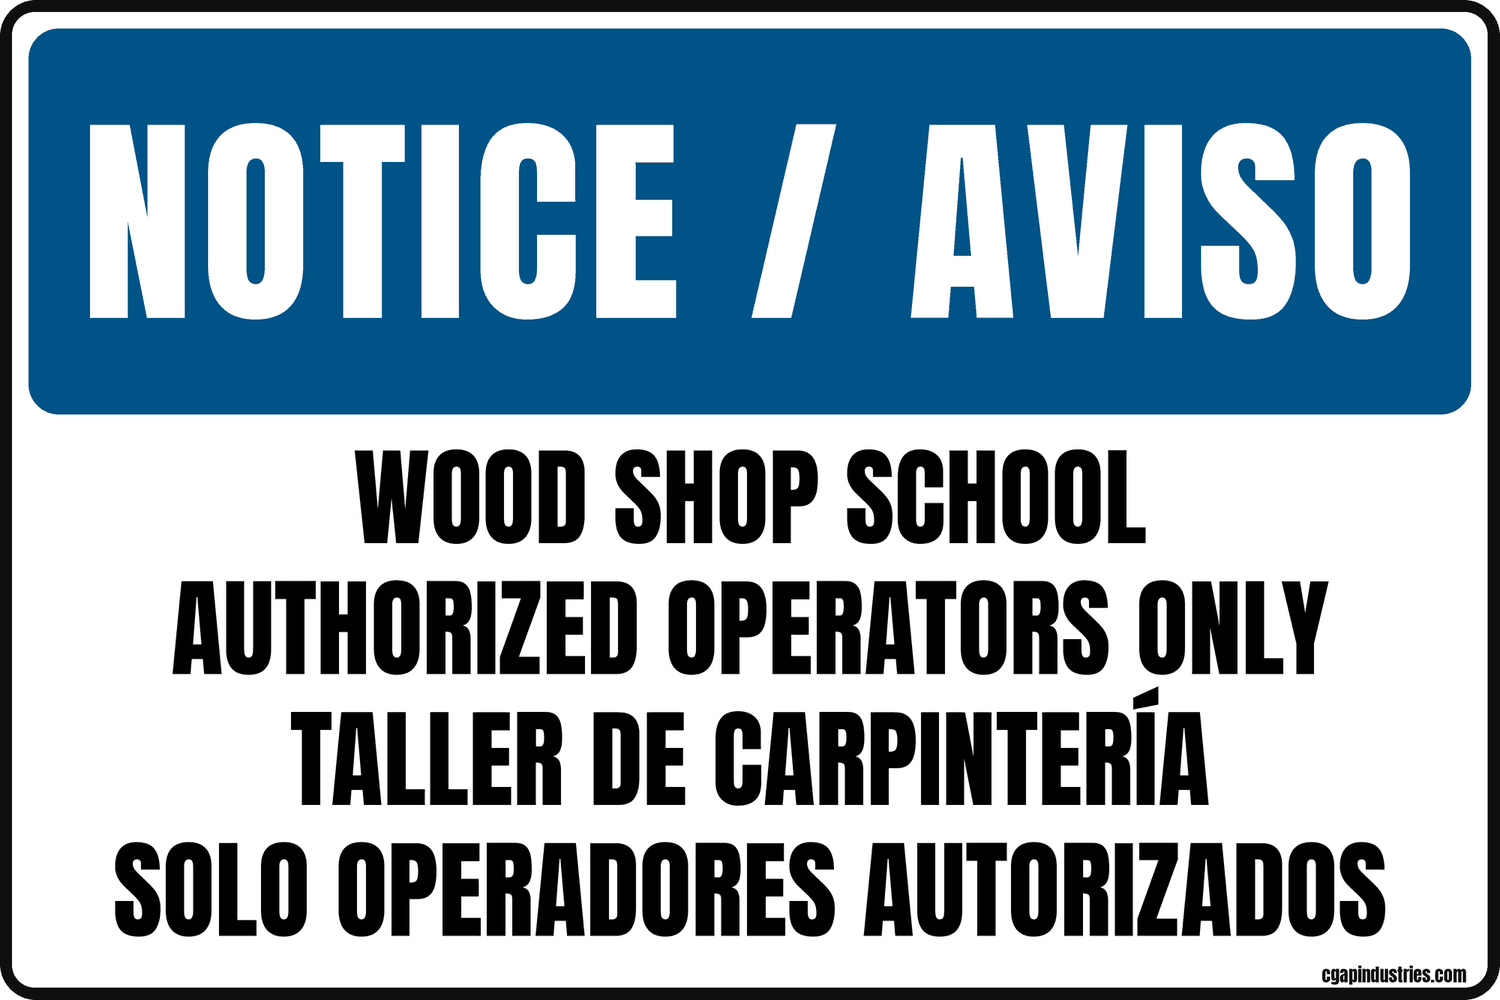 NOTICE / AVISO
WOOD SHOP SCHOOL
AUTHORIZED OPERATORS ONLY
TALLER DE CARPINTERÍA
SOLO OPERADORES AUTORIZADOS
cgapindustries.com